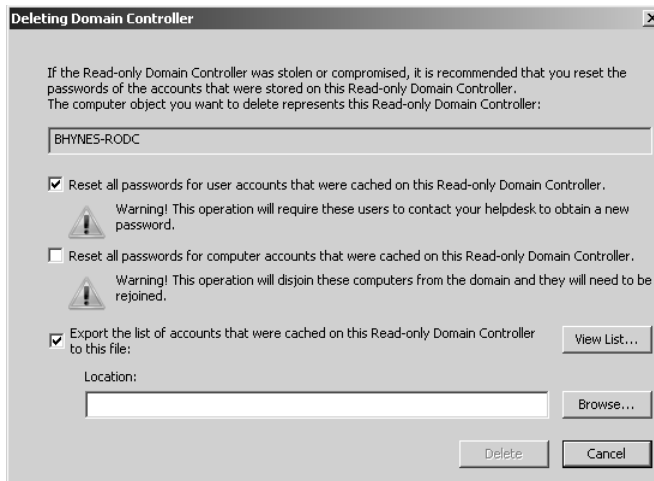 Deleting Domain Controller
If the Read-only Domain Controller was stolen or compromised, it is recommended that you reset the
passwords of the accounts that were stored on this Read-only Domain Controller.
The computer object you want to delete represents this Read-only Domain Controller:
BHYNES-RODC
Reset all passwords for user accounts that were cached on this Read-only Domain Controller.
Warning! This operation will require these users to contact your helpdesk to obtain a new
password.
Reset all passwords for computer accounts that were cached on this Read-only Domain Controller.
Warning! This operation will disjoin these computers from the domain and they will need to be
rejoined.
Export the list of accounts that were cached on this Read-only Domain Controller
to this file:
View List...
Location:
Browse...
Delete
Cancel